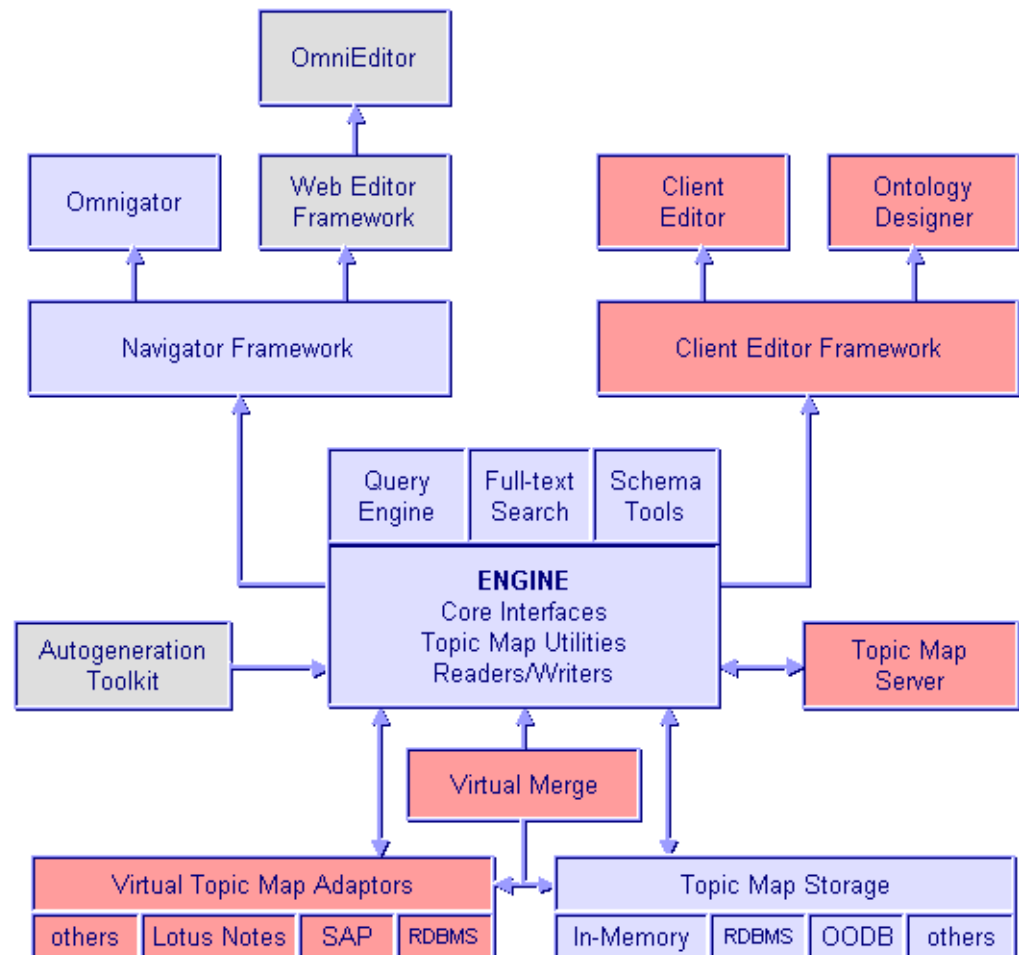 OmniEditor
Omnigator
Web Editor
Framework
Client
Editor
Ontology
Designer
Navigator Framework
Client Editor Framework
Query
Engine
Full-text
Search
Schema
Tools
ENGINE
Core Interfaces
Topic Map Utilities
Readers/Writers
Autogeneration
Toolkit
Topic Map
Server
Virtual Merge
Virtual Topic Map Adaptors
Topic Map Storage
others
Lotus Notes
SAP
RDBMS
In-Memory
RDBMS
OODB
others